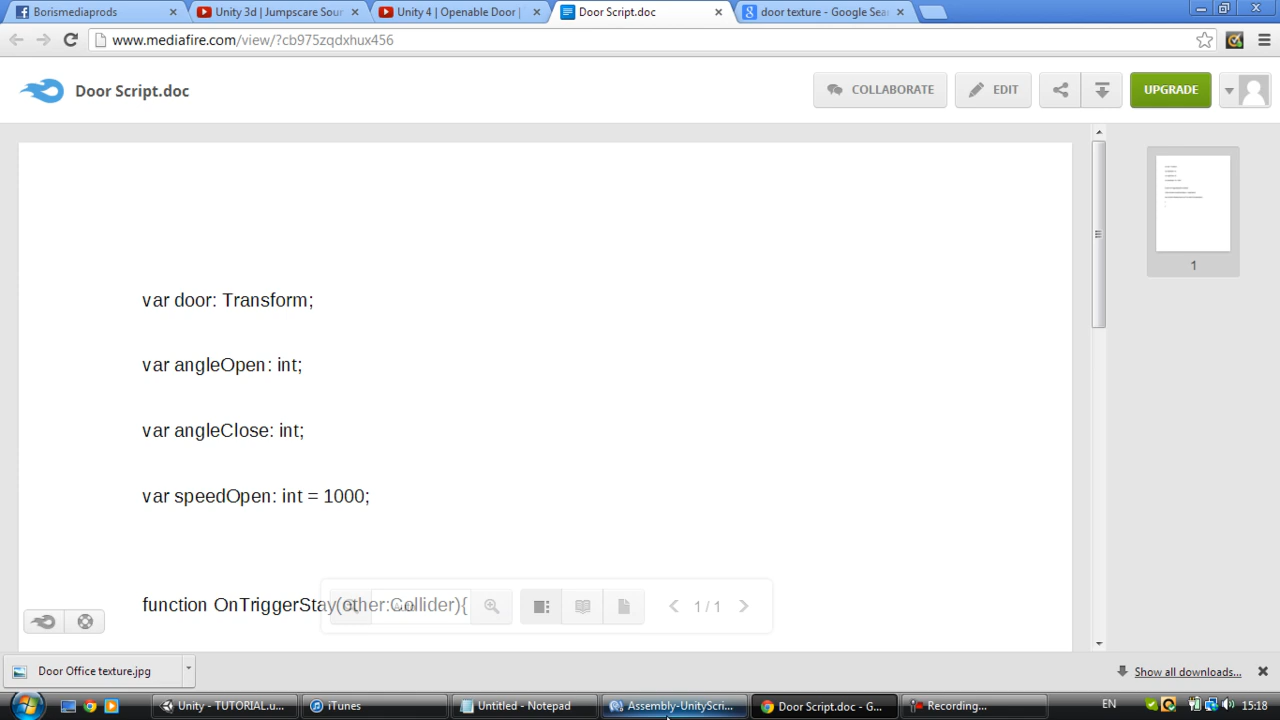 Borismediaprods
Unity 3d | Jumpscare Sour
Unity 4 | Openable Door |
Door Script.doc
door texture - Google Sea
www.mediafire.com/view/?cb975zqdxhux456
Door Script.doc
COLLABORATE
EDIT
UPGRADE
var door: Transform;
var angleOpen: int;
var angleClose: int;
var speedOpen: int = 1000;
function OnTriggerStay(other:Collider){
Auto
1 / 1
1
Door Office texture.jpg
Show all downloads...
Unity - TUTORIAL.u...
iTunes
Untitled - Notepad
Assembly-UnityScri...
Door Script.doc - G...
Recording...
EN
15:18